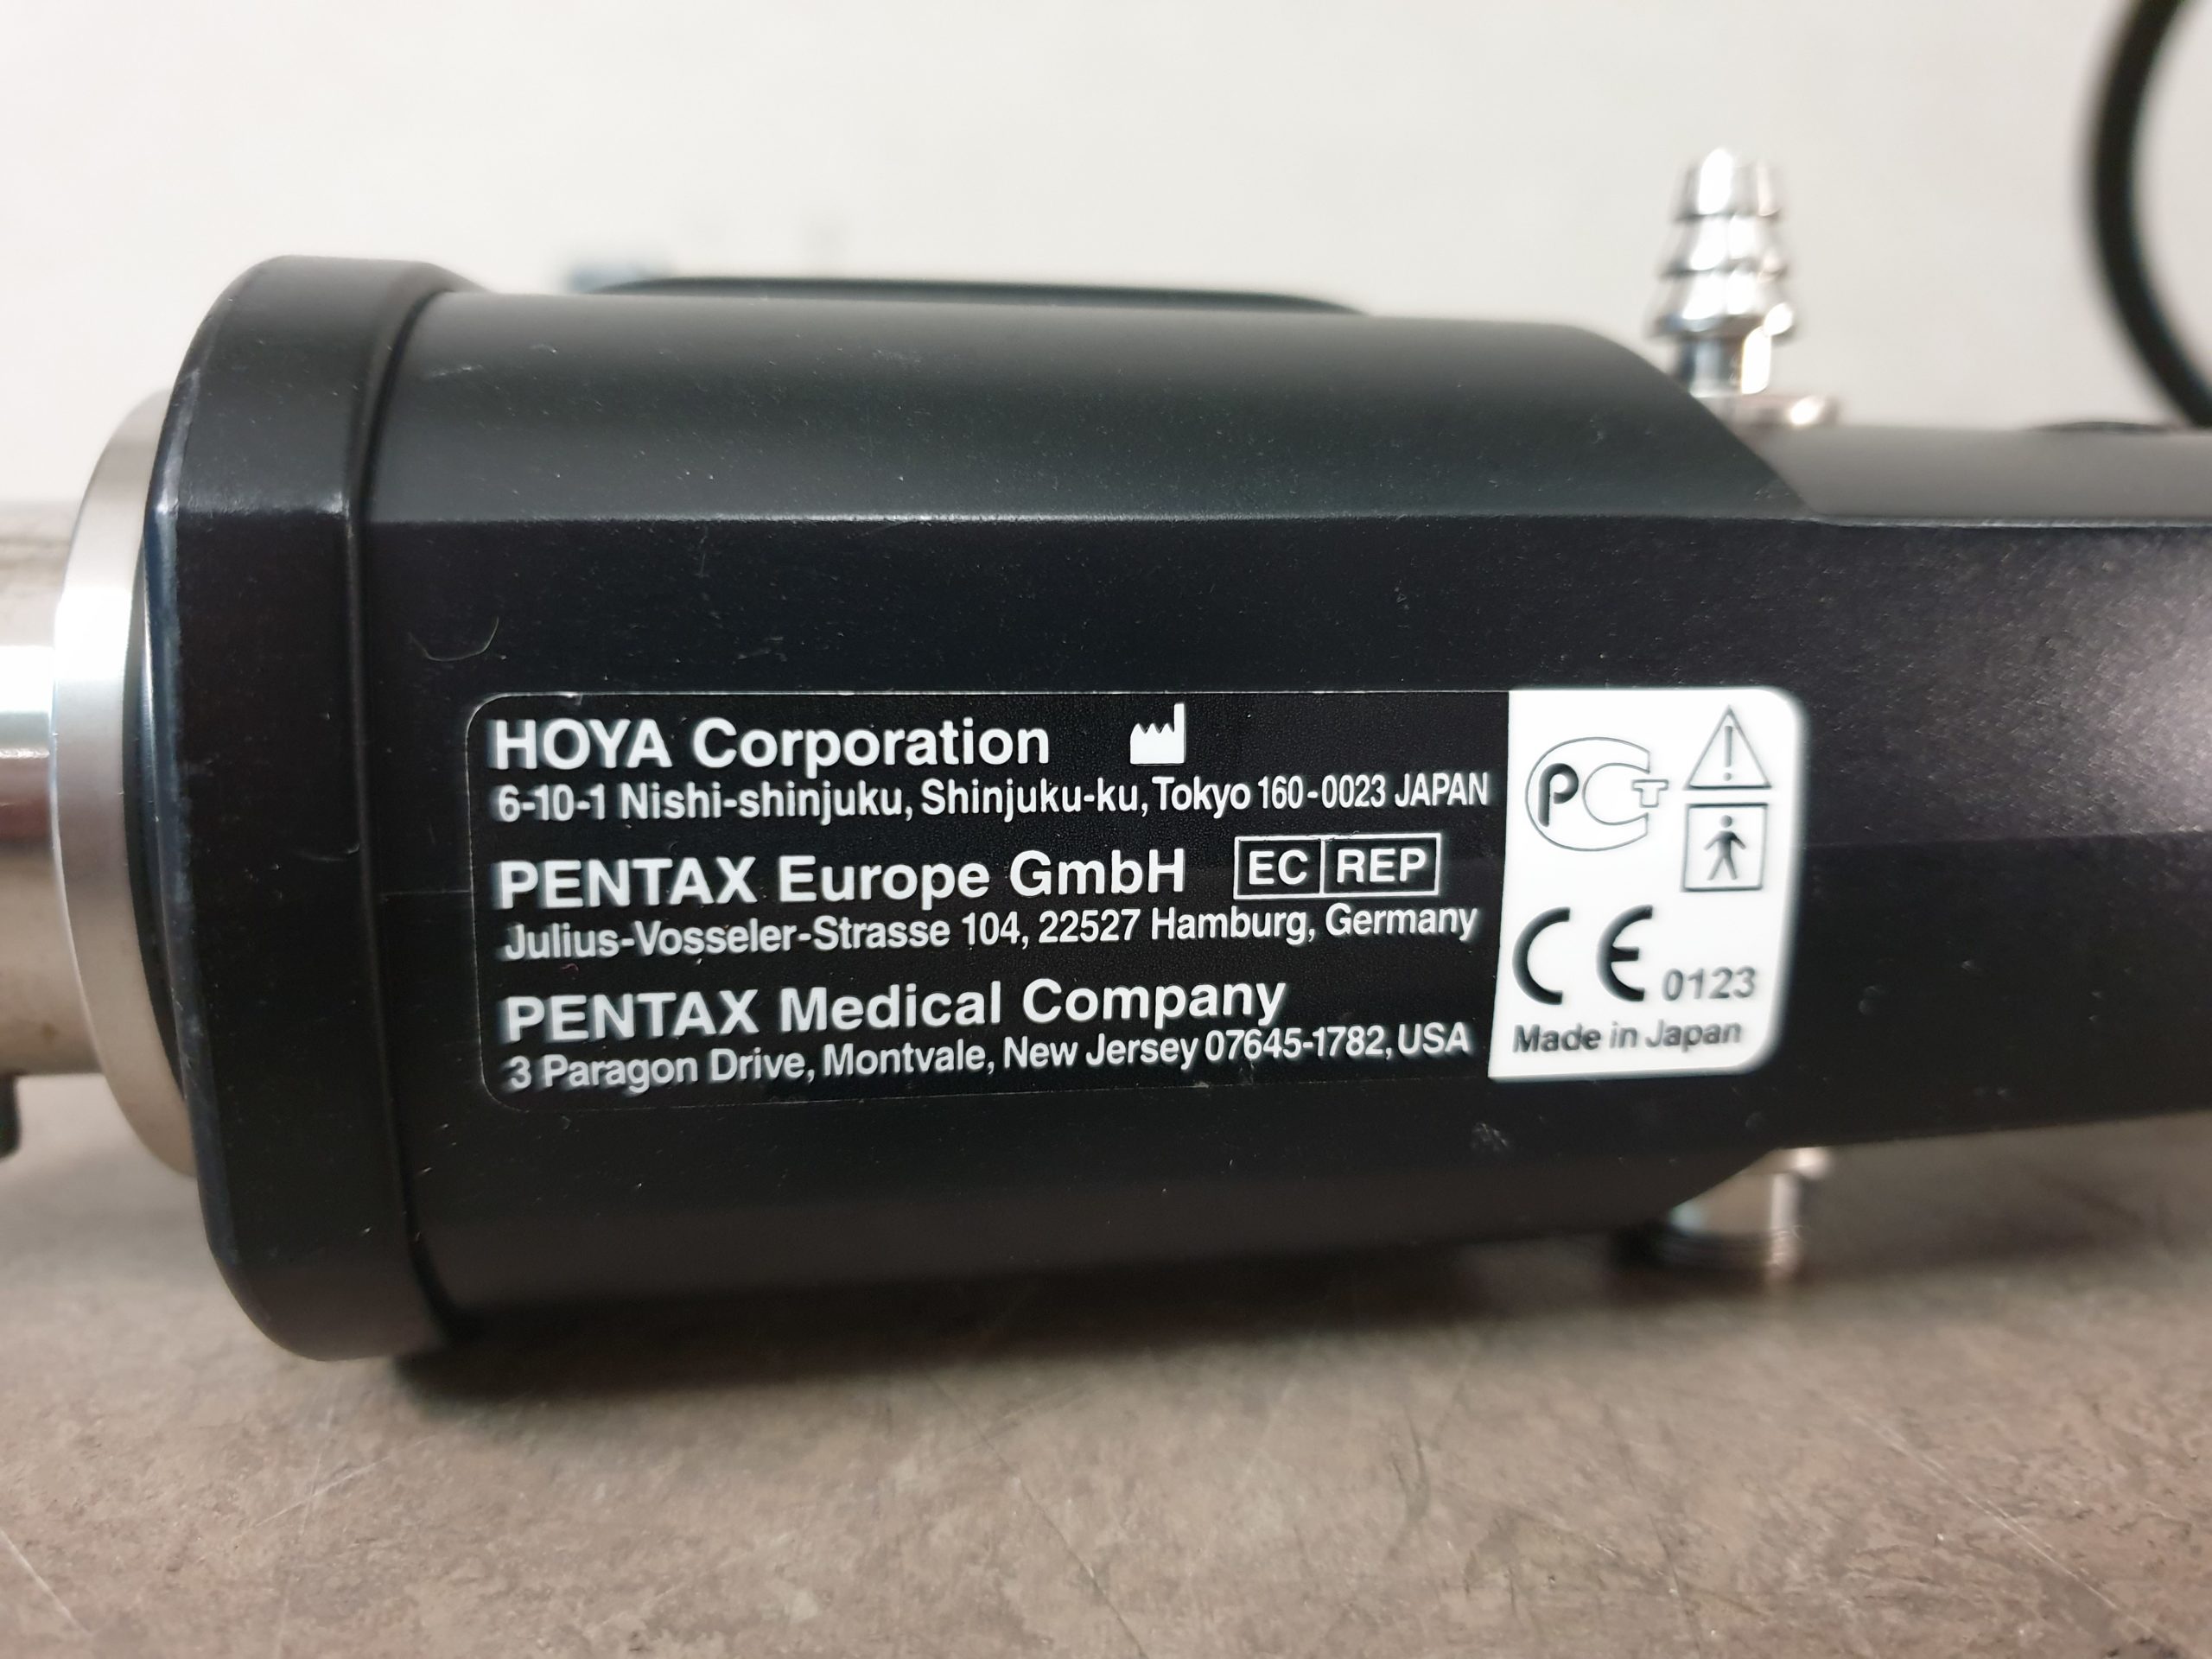 HOYA Corporation
6-10-1 Nishi-shinjuku, Shinjuku-ku, Tokyo 160-0023 JAPAN
PENTAX Europe GmbH EC REP
Julius-Vosseler-Strasse 104, 22527 Hamburg, Germany
PENTAX Medical Company
3 Paragon Drive, Montvale, New Jersey 07645-1782, USA
РСТ
CE 0123
Made in Japan